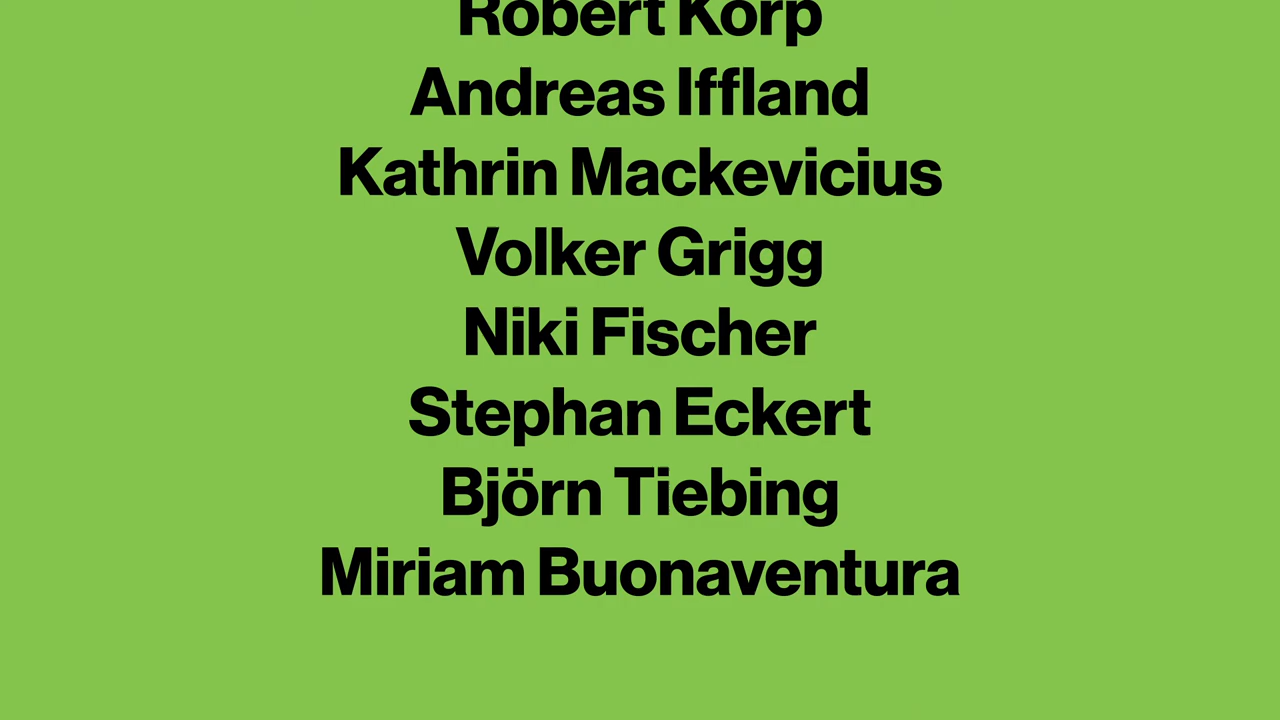 Robert Korp
Andreas Iffland
Kathrin Mackevicius
Volker Grigg
Niki Fischer
Stephan Eckert
Björn Tiebing
Miriam Buonaventura